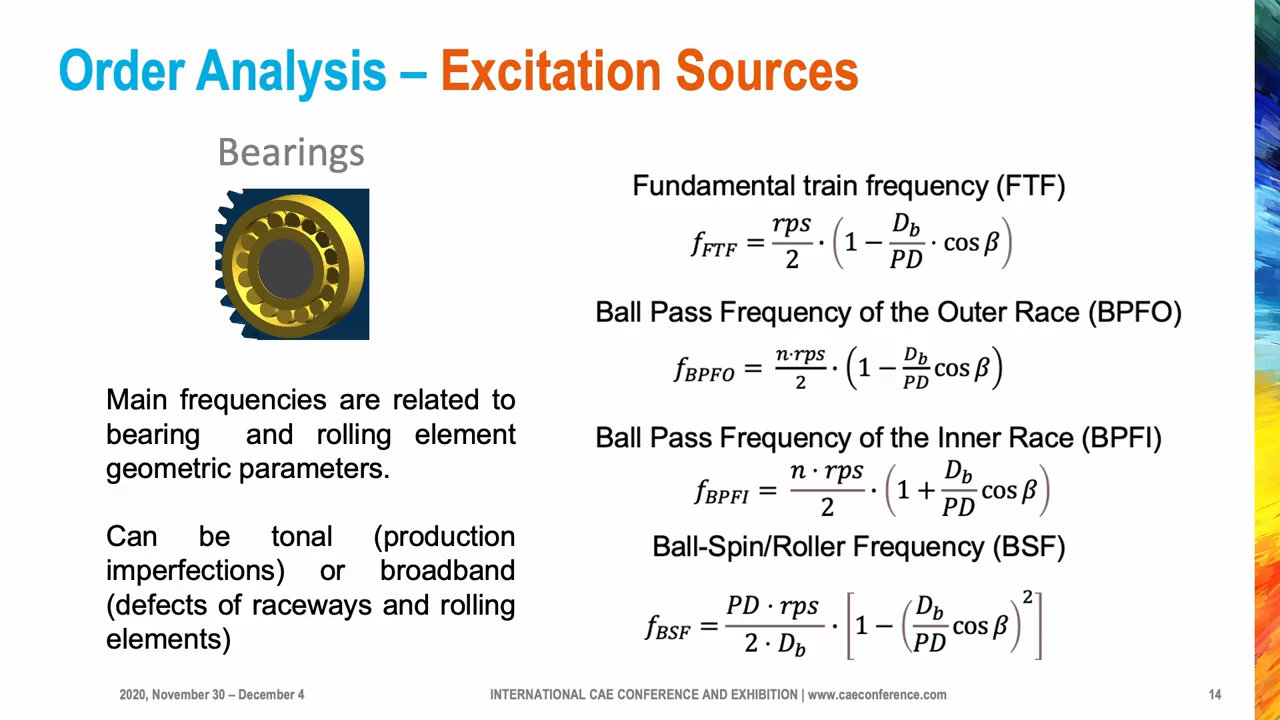 Order Analysis – Excitation Sources
Bearings
Main frequencies are related to
bearing and rolling element
geometric parameters.
Can be tonal (production
imperfections) or broadband
(defects of raceways and rolling
elements)
Fundamental train frequency (FTF)
f_FTF = rps/2 · (1 − D_b/PD · cos β)
Ball Pass Frequency of the Outer Race (BPFO)
f_BPFO = n·rps/2 · (1 − D_b/PD cos β)
Ball Pass Frequency of the Inner Race (BPFI)
f_BPFI = n · rps/2 · (1 + D_b/PD cos β)
Ball-Spin/Roller Frequency (BSF)
f_BSF = PD · rps/2 · D_b · [1 − (D_b/PD cos β)²]
2020, November 30 – December 4
INTERNATIONAL CAE CONFERENCE AND EXHIBITION | www.caeconference.com
14